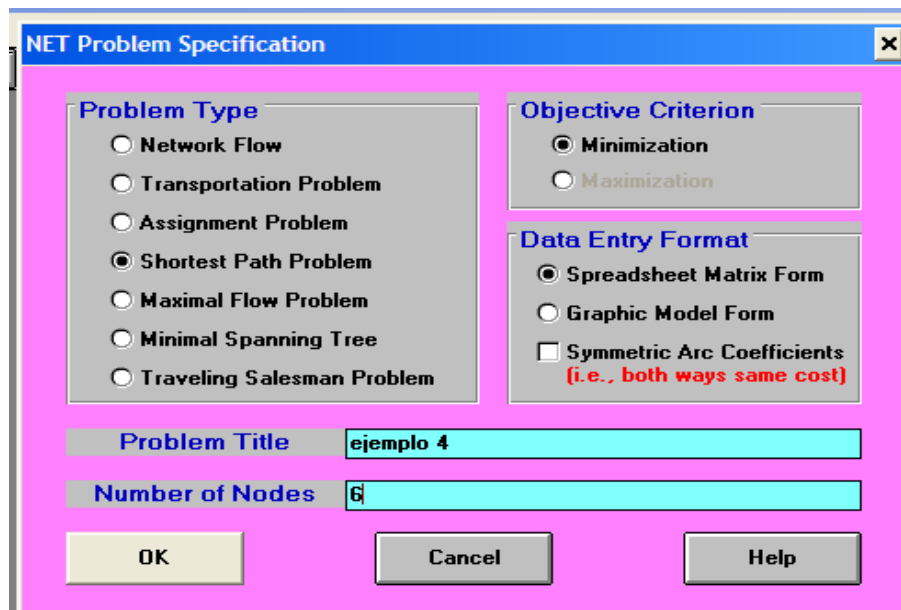 NET Problem Specification
Problem Type
Network Flow
Transportation Problem
Assignment Problem
Shortest Path Problem
Maximal Flow Problem
Minimal Spanning Tree
Traveling Salesman Problem
Objective Criterion
Minimization
Maximization
Data Entry Format
Spreadsheet Matrix Form
Graphic Model Form
Symmetric Arc Coefficients
(i.e., both ways same cost)
Problem Title ejemplo 4
Number of Nodes 6
OK Cancel Help